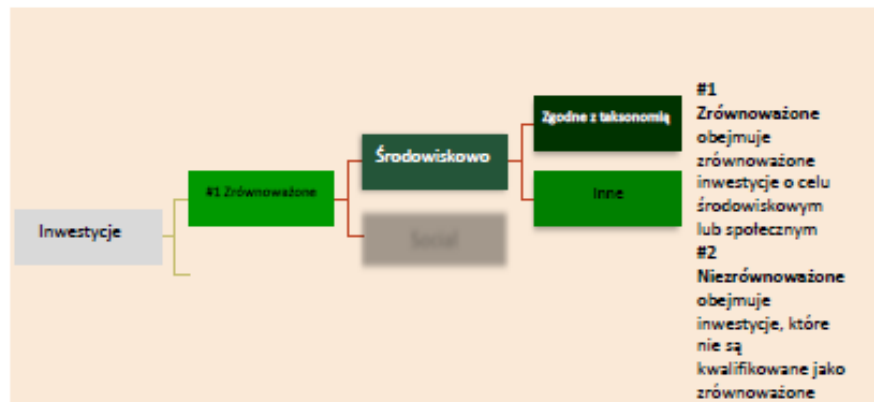 Inwestycje
#1 Zrównoważone
Środowiskowo
Social
Zgodne z taksonomią
Inne
#1
Zrównoważone
obejmuje
zrównoważone
inwestycje o celu
środowiskowym
lub społecznym
#2
Niezrównoważone
obejmuje
inwestycje, które
nie są
kwalifikowane jako
zrównoważone